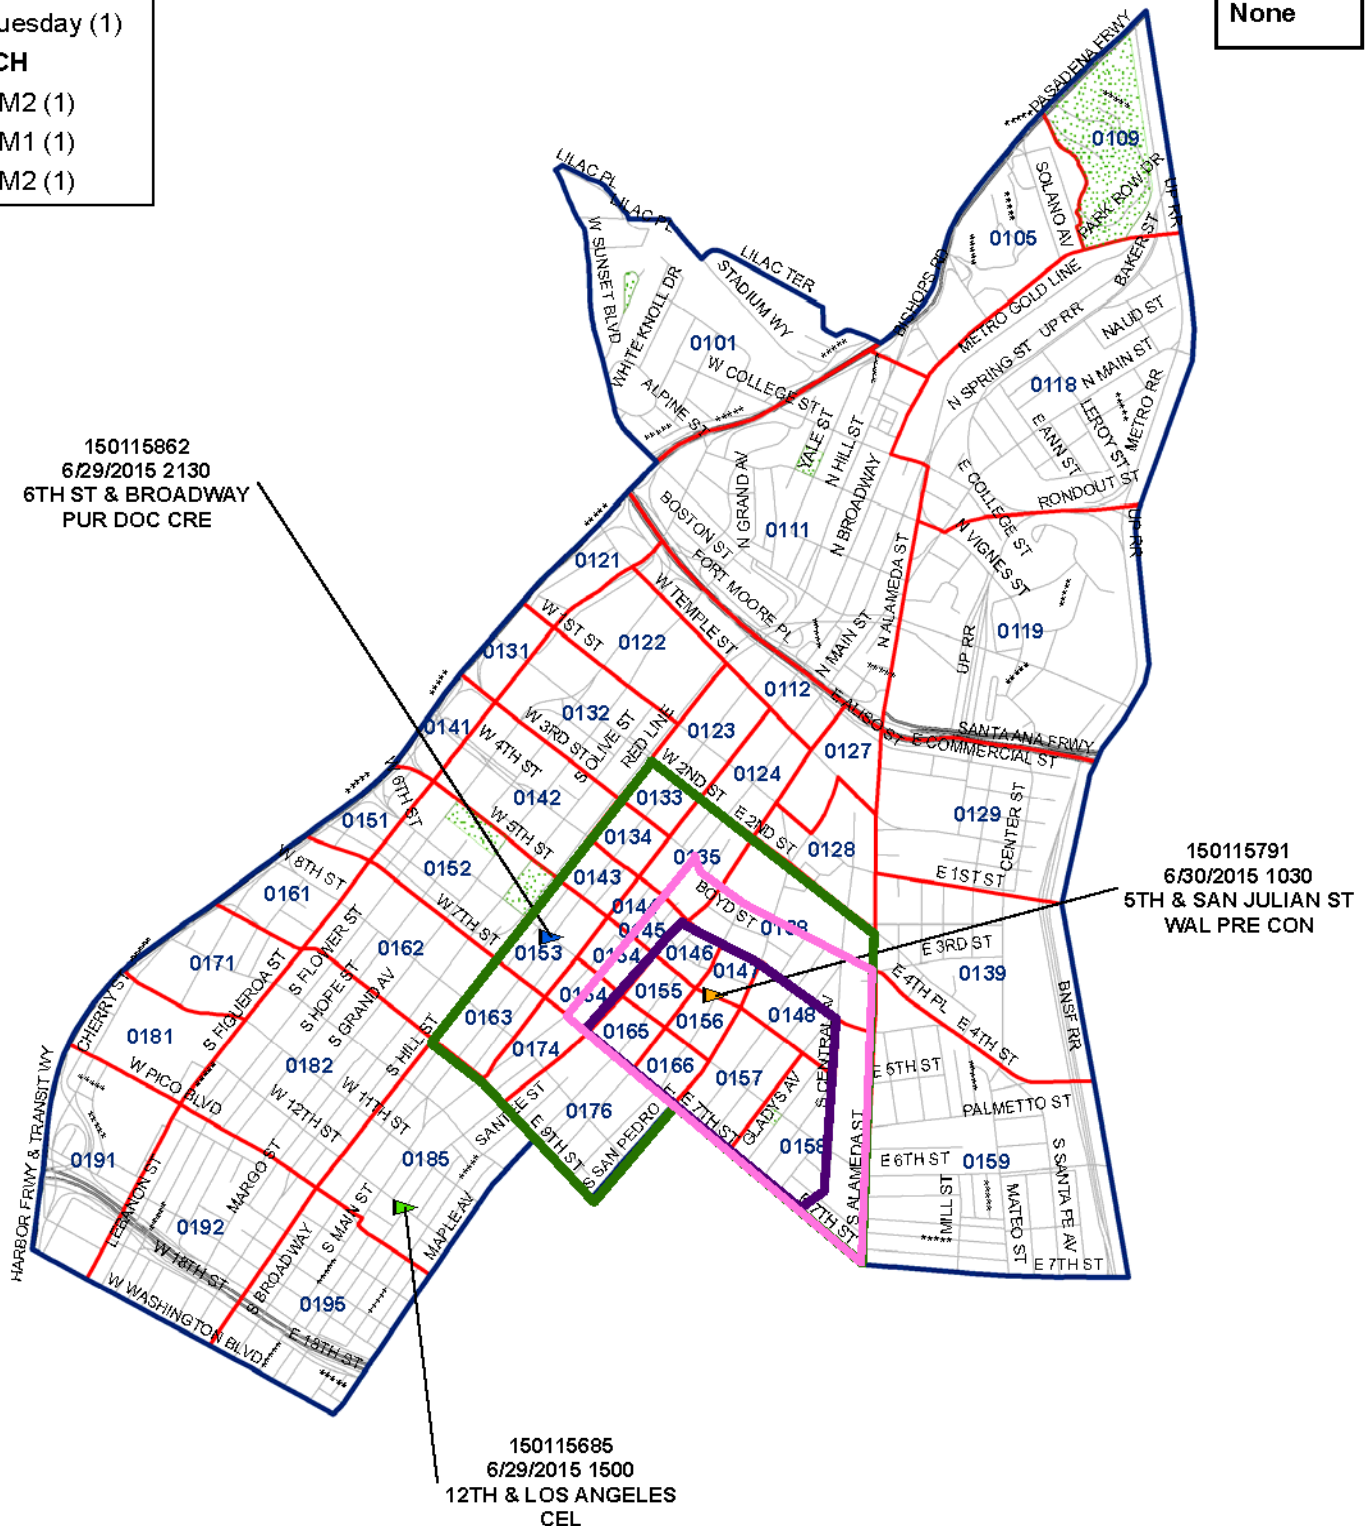 uesday (1)
CH
M2 (1)
M1 (1)
M2 (1)
None
PASADENA FRWY
0109
SOLANO AV
PARK ROW DR
UP RR
0105
BAKER ST
LILAC PL
LILAC PL
LILAC TER
W SUNSET BLVD
WHITE KNOLL DR
STADIUM WY
BISHOPS RD
METRO GOLD LINE
UP RR
NAUD ST
N SPRING ST
N MAIN ST
0101
W COLLEGE ST
0118
ALPINE ST
YALE ST
N HILL ST
LEROY ST
METRO RR
E ANN ST
150115862
6/29/2015 2130
6TH ST & BROADWAY
PUR DOC CRE
N GRAND AV
N BROADWAY
E COLLEGE ST
RONDOUT ST
BOSTON ST
0111
N VIGNES ST
UP RR
0121
FORT MOORE PL
N ALAMEDA ST
W TEMPLE ST
W 1ST ST
0122
N MAIN ST
UP RR
0119
0131
0112
E ALISO ST
SANTA ANA FRWY
E COMMERCIAL ST
0132
W 3RD ST
S OLIVE ST
RED LINE
0123
0127
0141
W 4TH ST
W 2ND ST
0124
W 6TH ST
0142
0133
0129
CENTER ST
0151
W 5TH ST
0134
E 2ND ST
0128
0135
W 8TH ST
0152
0143
E 1ST ST
150115791
6/30/2015 1030
5TH & SAN JULIAN ST
WAL PRE CON
0161
W 7TH ST
0144
BOYD ST
0138
S FLOWER ST
0145
0162
0153
0154
0146
0147
E 3RD ST
0171
S FIGUEROA ST
S HOPE ST
S GRAND AV
0139
E 4TH PL
CHERRY ST
0164
0155
0163
0156
0148
E 4TH ST
BNSF RR
0181
0165
0174
S HILL ST
0166
S CENTRAL AV
0182
0157
E 5TH ST
W PICO BLVD
W 11TH ST
W 12TH ST
GLADYS AV
PALMETTO ST
SANTEE ST
0176
E 7TH ST
E 9TH ST
S SAN PEDRO
0158
S ALAMEDA ST
HARBOR FRWY & TRANSIT WY
0191
0185
E 6TH ST
0159
LEBANON ST
MARGO ST
S MAIN ST
MAPLE AV
MILL ST
MATEO ST
S SANTA FE AV
0192
W 18TH ST
S BROADWAY
E 7TH ST
E 7TH ST
W WASHINGTON BLVD
0195
E 18TH ST
150115685
6/29/2015 1500
12TH & LOS ANGELES
CEL